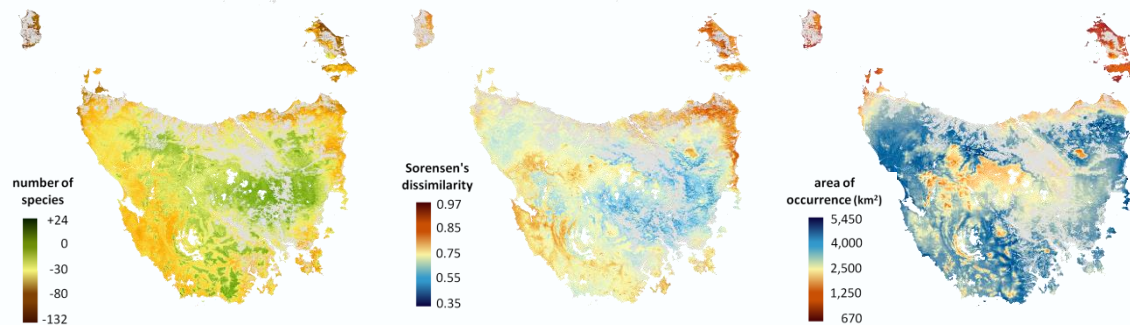 number of
species
+24
0
-30
-80
-132
Sorensen's
dissimilarity
0.97
0.85
0.75
0.55
0.35
area of
occurrence (km²)
5,450
4,000
2,500
1,250
670